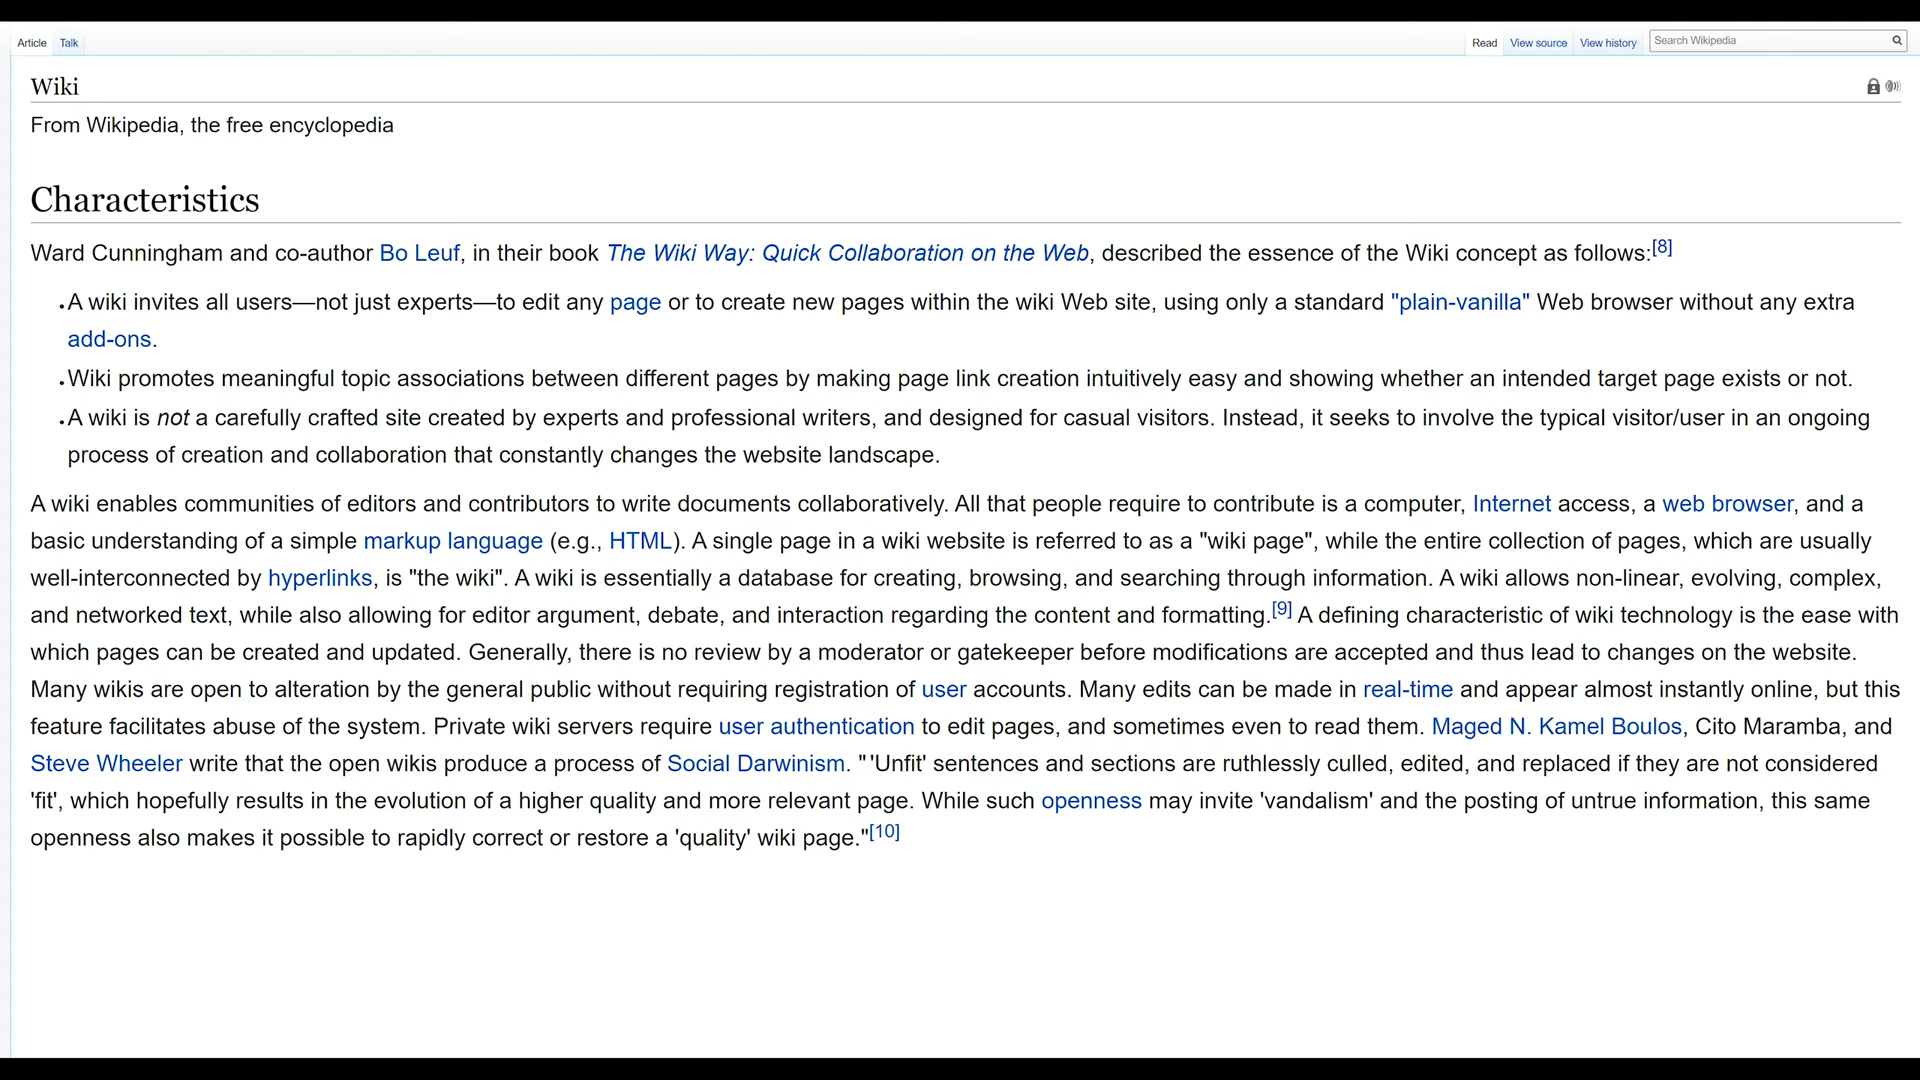 Article Talk Read View source View history Search Wikipedia
Wiki
From Wikipedia, the free encyclopedia
Characteristics
Ward Cunningham and co-author Bo Leuf, in their book The Wiki Way: Quick Collaboration on the Web, described the essence of the Wiki concept as follows:[8]
•A wiki invites all users—not just experts—to edit any page or to create new pages within the wiki Web site, using only a standard "plain-vanilla" Web browser without any extra
add-ons.
•Wiki promotes meaningful topic associations between different pages by making page link creation intuitively easy and showing whether an intended target page exists or not.
•A wiki is not a carefully crafted site created by experts and professional writers, and designed for casual visitors. Instead, it seeks to involve the typical visitor/user in an ongoing
process of creation and collaboration that constantly changes the website landscape.
A wiki enables communities of editors and contributors to write documents collaboratively. All that people require to contribute is a computer, Internet access, a web browser, and a
basic understanding of a simple markup language (e.g., HTML). A single page in a wiki website is referred to as a "wiki page", while the entire collection of pages, which are usually
well-interconnected by hyperlinks, is "the wiki". A wiki is essentially a database for creating, browsing, and searching through information. A wiki allows non-linear, evolving, complex,
and networked text, while also allowing for editor argument, debate, and interaction regarding the content and formatting.[9] A defining characteristic of wiki technology is the ease with
which pages can be created and updated. Generally, there is no review by a moderator or gatekeeper before modifications are accepted and thus lead to changes on the website.
Many wikis are open to alteration by the general public without requiring registration of user accounts. Many edits can be made in real-time and appear almost instantly online, but this
feature facilitates abuse of the system. Private wiki servers require user authentication to edit pages, and sometimes even to read them. Maged N. Kamel Boulos, Cito Maramba, and
Steve Wheeler write that the open wikis produce a process of Social Darwinism. "'Unfit' sentences and sections are ruthlessly culled, edited, and replaced if they are not considered
'fit', which hopefully results in the evolution of a higher quality and more relevant page. While such openness may invite 'vandalism' and the posting of untrue information, this same
openness also makes it possible to rapidly correct or restore a 'quality' wiki page."[10]